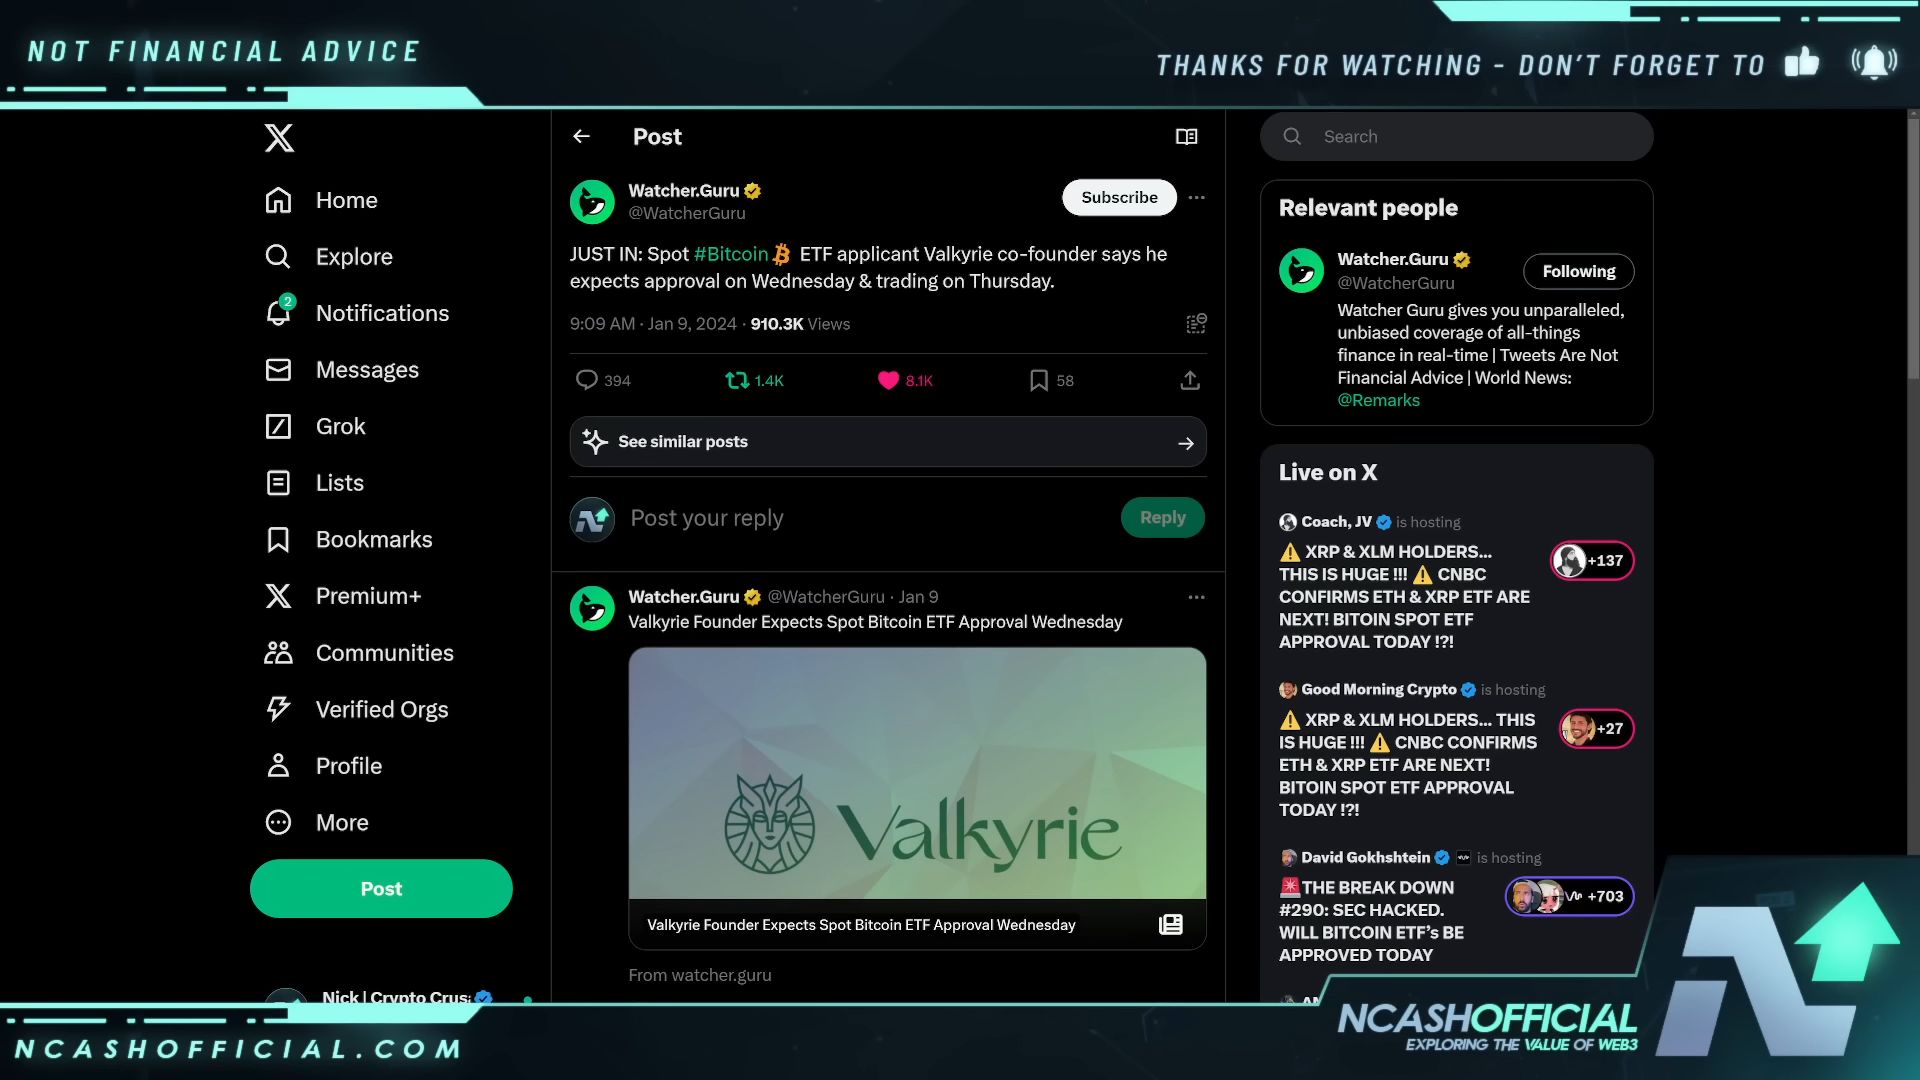 NOT FINANCIAL ADVICE
THANKS FOR WATCHING - DON'T FORGET TO
Home
Explore
2
Notifications
Messages
Grok
Lists
Bookmarks
Premium+
Communities
Verified Orgs
Profile
More
Post
Nick | Crypto Crus
Post
Watcher.Guru
@WatcherGuru
Subscribe
JUST IN: Spot #Bitcoin ETF applicant Valkyrie co-founder says he
expects approval on Wednesday & trading on Thursday.
9:09 AM · Jan 9, 2024 · 910.3K Views
394 1.4K 8.1K 58
See similar posts
Post your reply
Reply
Watcher.Guru @WatcherGuru · Jan 9
Valkyrie Founder Expects Spot Bitcoin ETF Approval Wednesday
Valkyrie
Valkyrie Founder Expects Spot Bitcoin ETF Approval Wednesday
From watcher.guru
Search
Relevant people
Watcher.Guru
@WatcherGuru
Following
Watcher Guru gives you unparalleled,
unbiased coverage of all-things
finance in real-time | Tweets Are Not
Financial Advice | World News:
@Remarks
Live on X
Coach, JV is hosting
⚠️ XRP & XLM HOLDERS...
THIS IS HUGE !!! ⚠️ CNBC
CONFIRMS ETH & XRP ETF ARE
NEXT! BITOIN SPOT ETF
APPROVAL TODAY !?!
+137
Good Morning Crypto is hosting
⚠️ XRP & XLM HOLDERS... THIS
IS HUGE !!! ⚠️ CNBC CONFIRMS
ETH & XRP ETF ARE NEXT!
BITOIN SPOT ETF APPROVAL
TODAY !?!
+27
David Gokhshtein is hosting
🚨THE BREAK DOWN
#290: SEC HACKED.
WILL BITCOIN ETF's BE
APPROVED TODAY
+703
NCASHOFFICIAL.COM
NCASHOFFICIAL
EXPLORING THE VALUE OF WEB3